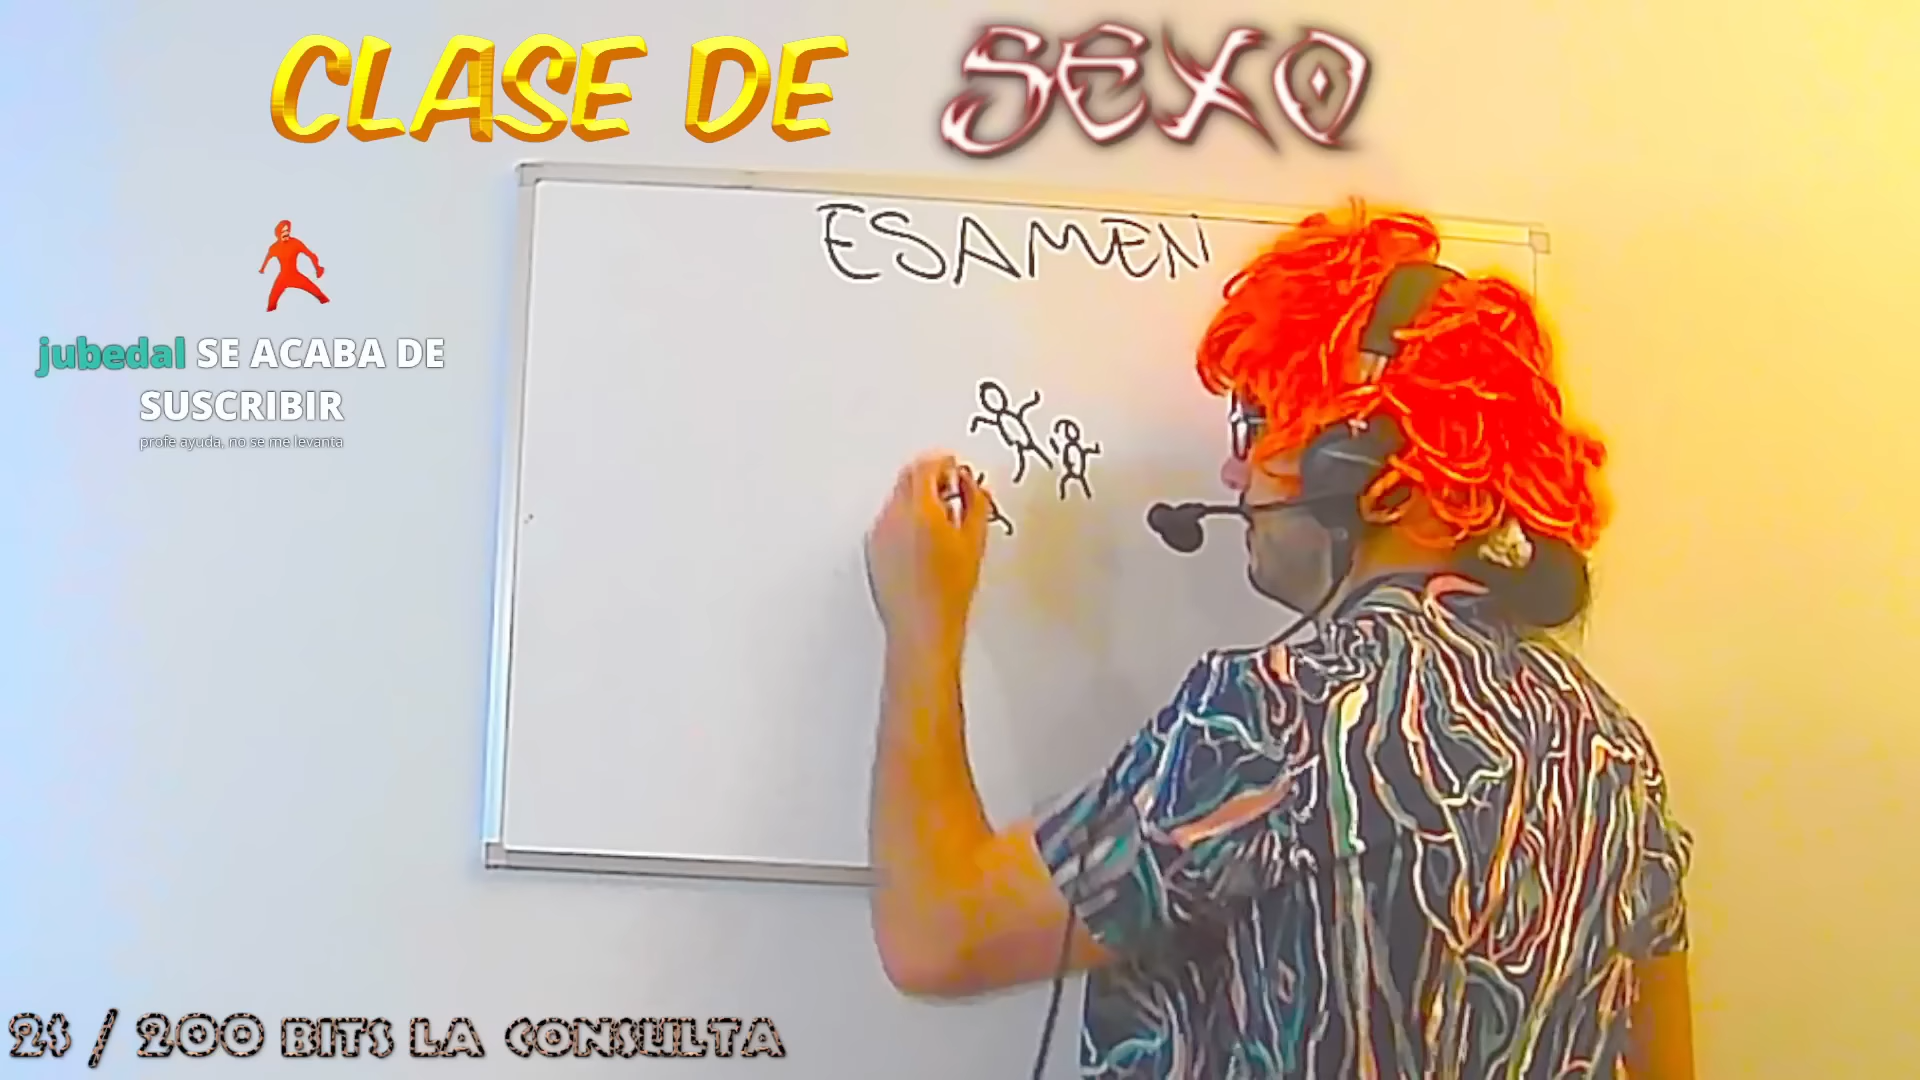 CLASE DE SEXO
ESAMEN
jubedal SE ACABA DE
SUSCRIBIR
profe ayuda, no se me levanta
2$ / 200 BITS LA CONSULTA